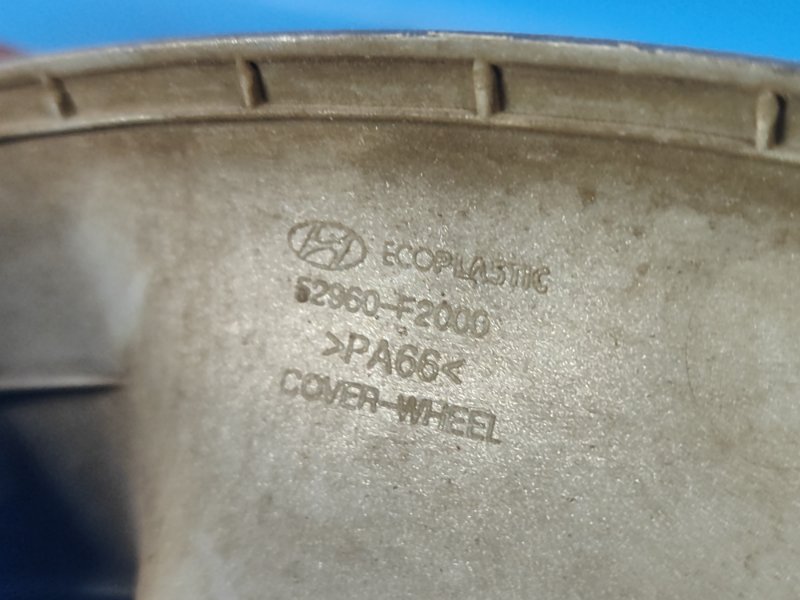 ECOPLASTIC
52960-F2000
>PA66<
COVER-WHEEL